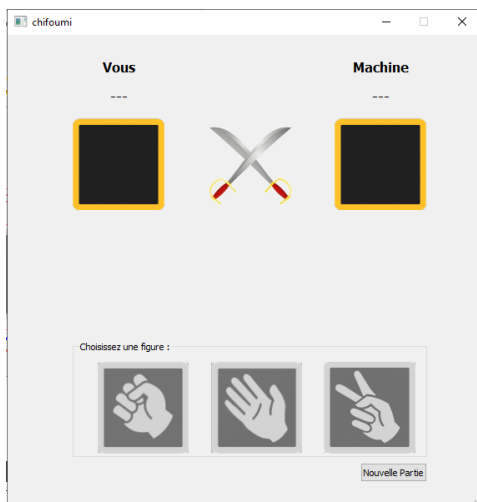 chifoumi
Vous
Machine
---
---
Choisissez une figure :
Nouvelle Partie